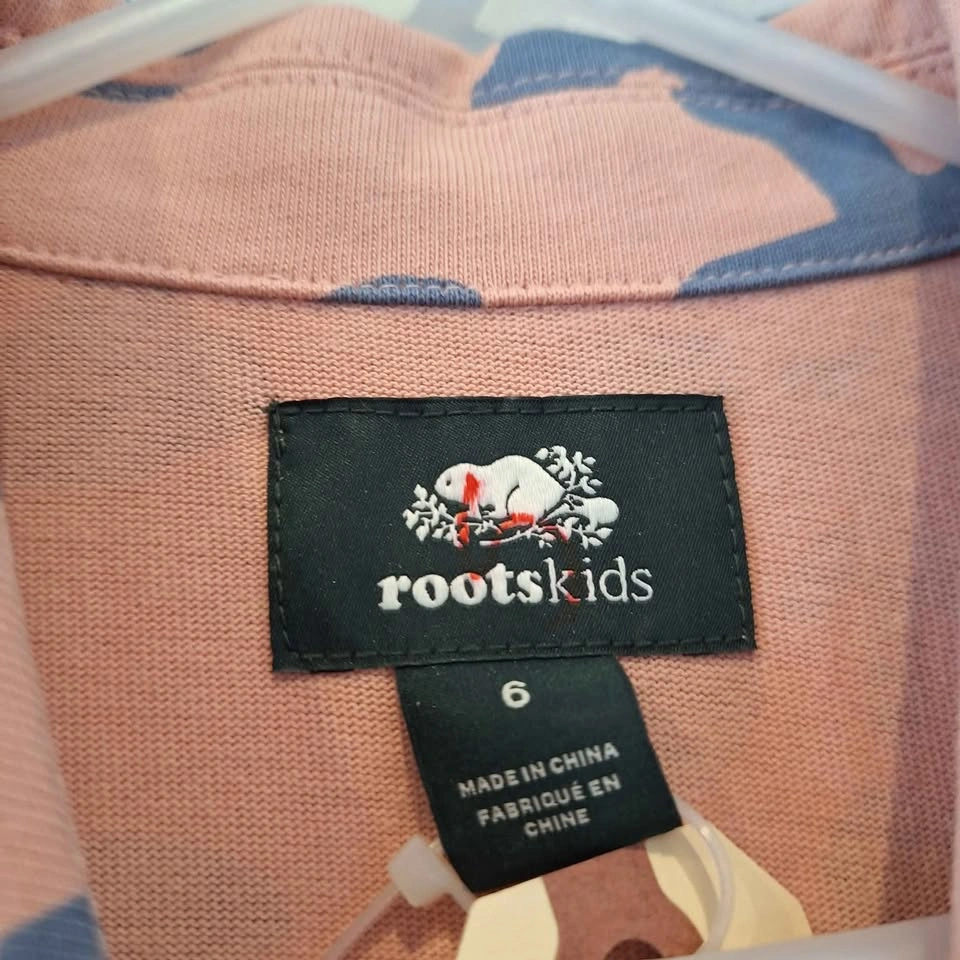 rootskids
6
MADE IN CHINA
FABRIQUÉ EN
CHINE